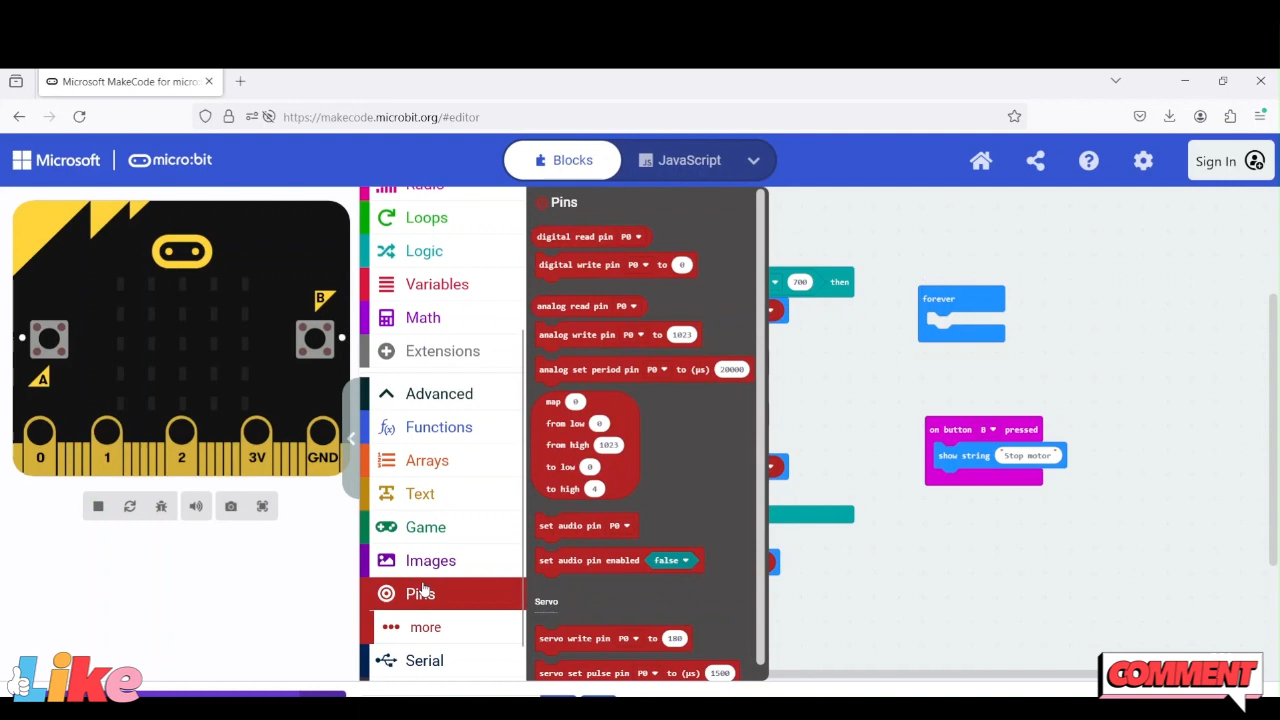 Microsoft MakeCode for micro:
https://makecode.microbit.org/#editor
Microsoft
micro:bit
Blocks
JavaScript
Sign In
B
A
0 1 2 3V GND
Radio
Loops
Logic
Variables
Math
Extensions
Advanced
Functions
Arrays
Text
Game
Images
Pins
more
Serial
Pins
digital read pin P0
digital write pin P0 to 0
analog read pin P0
analog write pin P0 to 1023
analog set period pin P0 to (µs) 20000
map 0
from low 0
from high 1023
to low 0
to high 4
set audio pin P0
set audio pin enabled false
Servo
servo write pin P0 to 180
servo set pulse pin P0 to (µs) 1500
700 then
forever
on button B pressed
show string "Stop motor"
Like
COMMENT